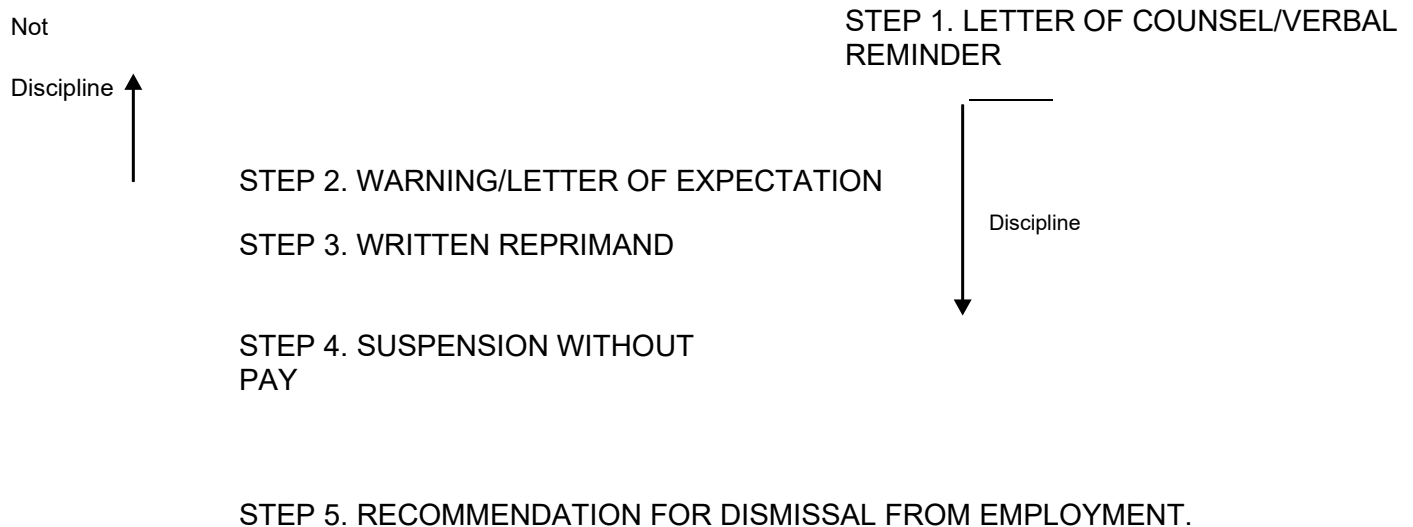 Not
STEP 1. LETTER OF COUNSEL/VERBAL
REMINDER
Discipline
STEP 2. WARNING/LETTER OF EXPECTATION
Discipline
STEP 3. WRITTEN REPRIMAND
STEP 4. SUSPENSION WITHOUT
PAY
STEP 5. RECOMMENDATION FOR DISMISSAL FROM EMPLOYMENT.